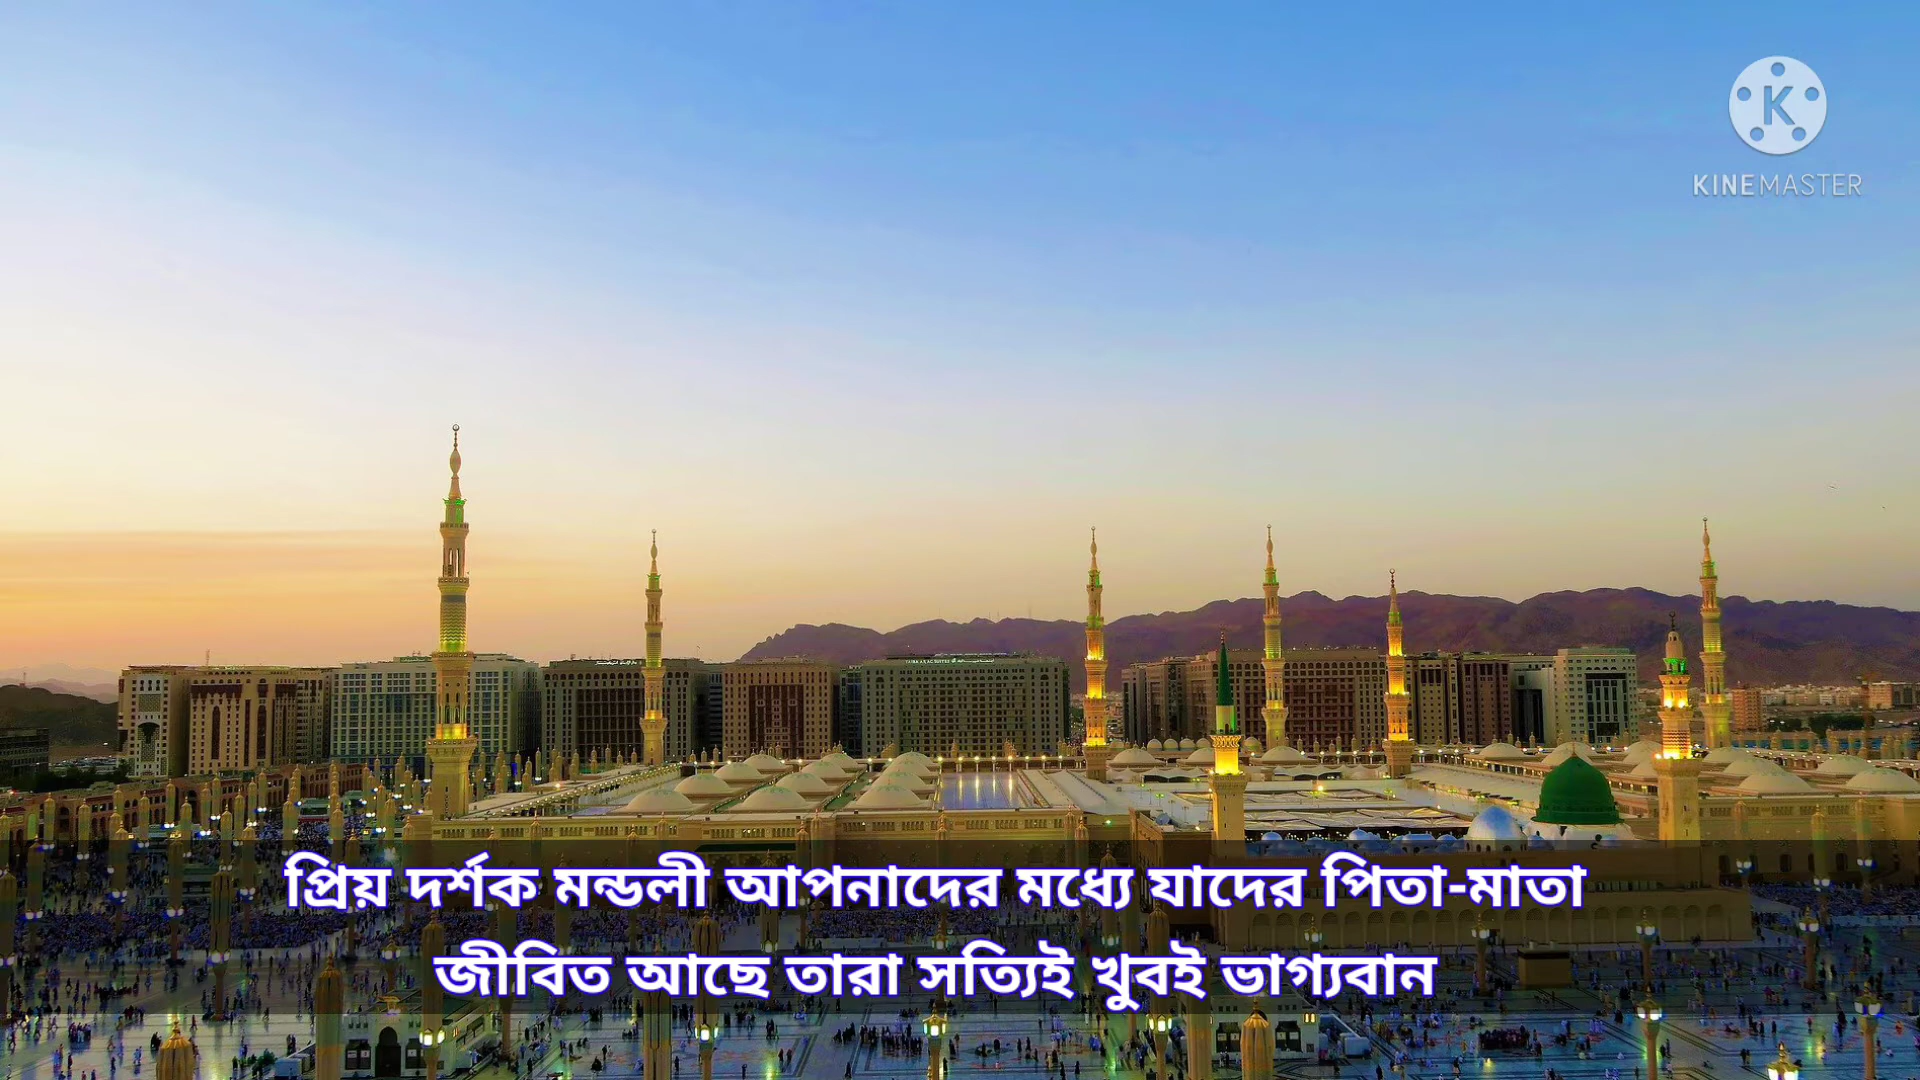 KINEMASTER
প্রিয় দর্শক মন্ডলী আপনাদের মধ্যে যাদের পিতা-মাতা
জীবিত আছে তারা সত্যিই খুবই ভাগ্যবান